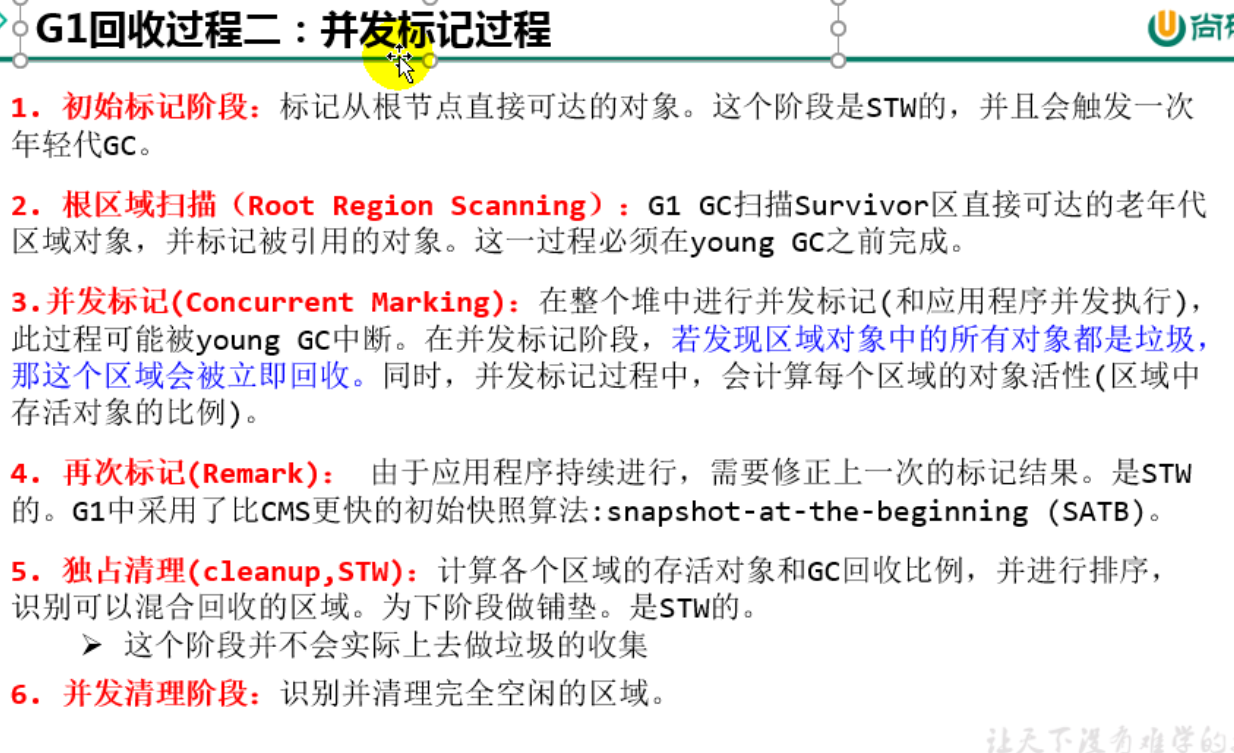 G1回收过程二：并发标记过程
尚硅
1. 初始标记阶段：标记从根节点直接可达的对象。这个阶段是STW的，并且会触发一次
年轻代GC。
2. 根区域扫描（Root Region Scanning）：G1 GC扫描Survivor区直接可达的老年代
区域对象，并标记被引用的对象。这一过程必须在young GC之前完成。
3.并发标记(Concurrent Marking)：在整个堆中进行并发标记(和应用程序并发执行)，
此过程可能被young GC中断。在并发标记阶段，若发现区域对象中的所有对象都是垃圾，
那这个区域会被立即回收。同时，并发标记过程中，会计算每个区域的对象活性(区域中
存活对象的比例)。
4. 再次标记(Remark)： 由于应用程序持续进行，需要修正上一次的标记结果。是STW
的。G1中采用了比CMS更快的初始快照算法:snapshot-at-the-beginning (SATB)。
5. 独占清理(cleanup,STW)：计算各个区域的存活对象和GC回收比例，并进行排序，
识别可以混合回收的区域。为下阶段做铺垫。是STW的。
➢ 这个阶段并不会实际上去做垃圾的收集
6. 并发清理阶段：识别并清理完全空闲的区域。
让天下没有难学的